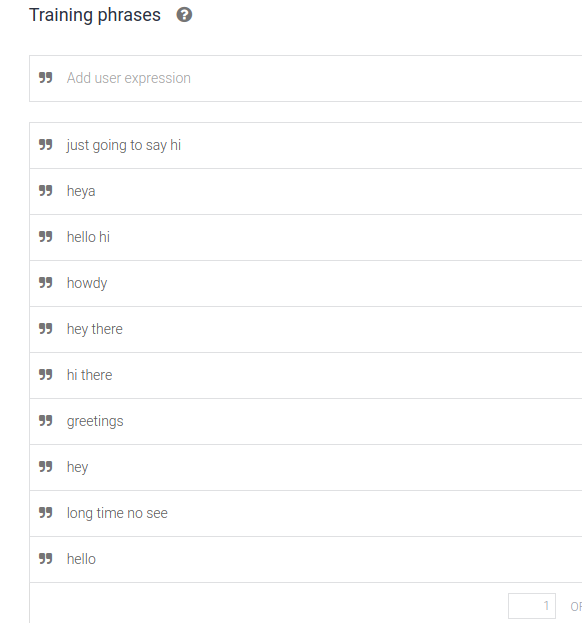 Training phrases ?
Add user expression
just going to say hi
heya
hello hi
howdy
hey there
hi there
greetings
hey
long time no see
hello
1